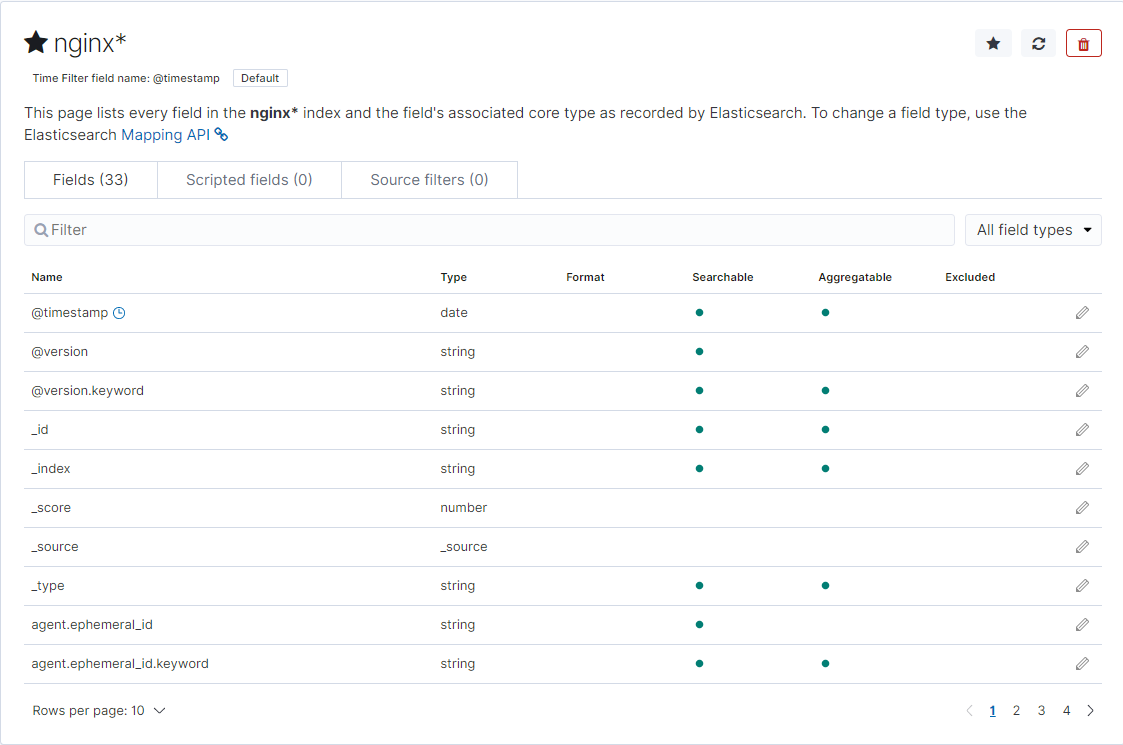 nginx*
Time Filter field name: @timestamp Default
This page lists every field in the nginx* index and the field's associated core type as recorded by Elasticsearch. To change a field type, use the
Elasticsearch Mapping API
Fields (33) Scripted fields (0) Source filters (0)
Filter All field types
Name Type Format Searchable Aggregatable Excluded
@timestamp date
@version string
@version.keyword string
_id string
_index string
_score number
_source _source
_type string
agent.ephemeral_id string
agent.ephemeral_id.keyword string
Rows per page: 10 1 2 3 4